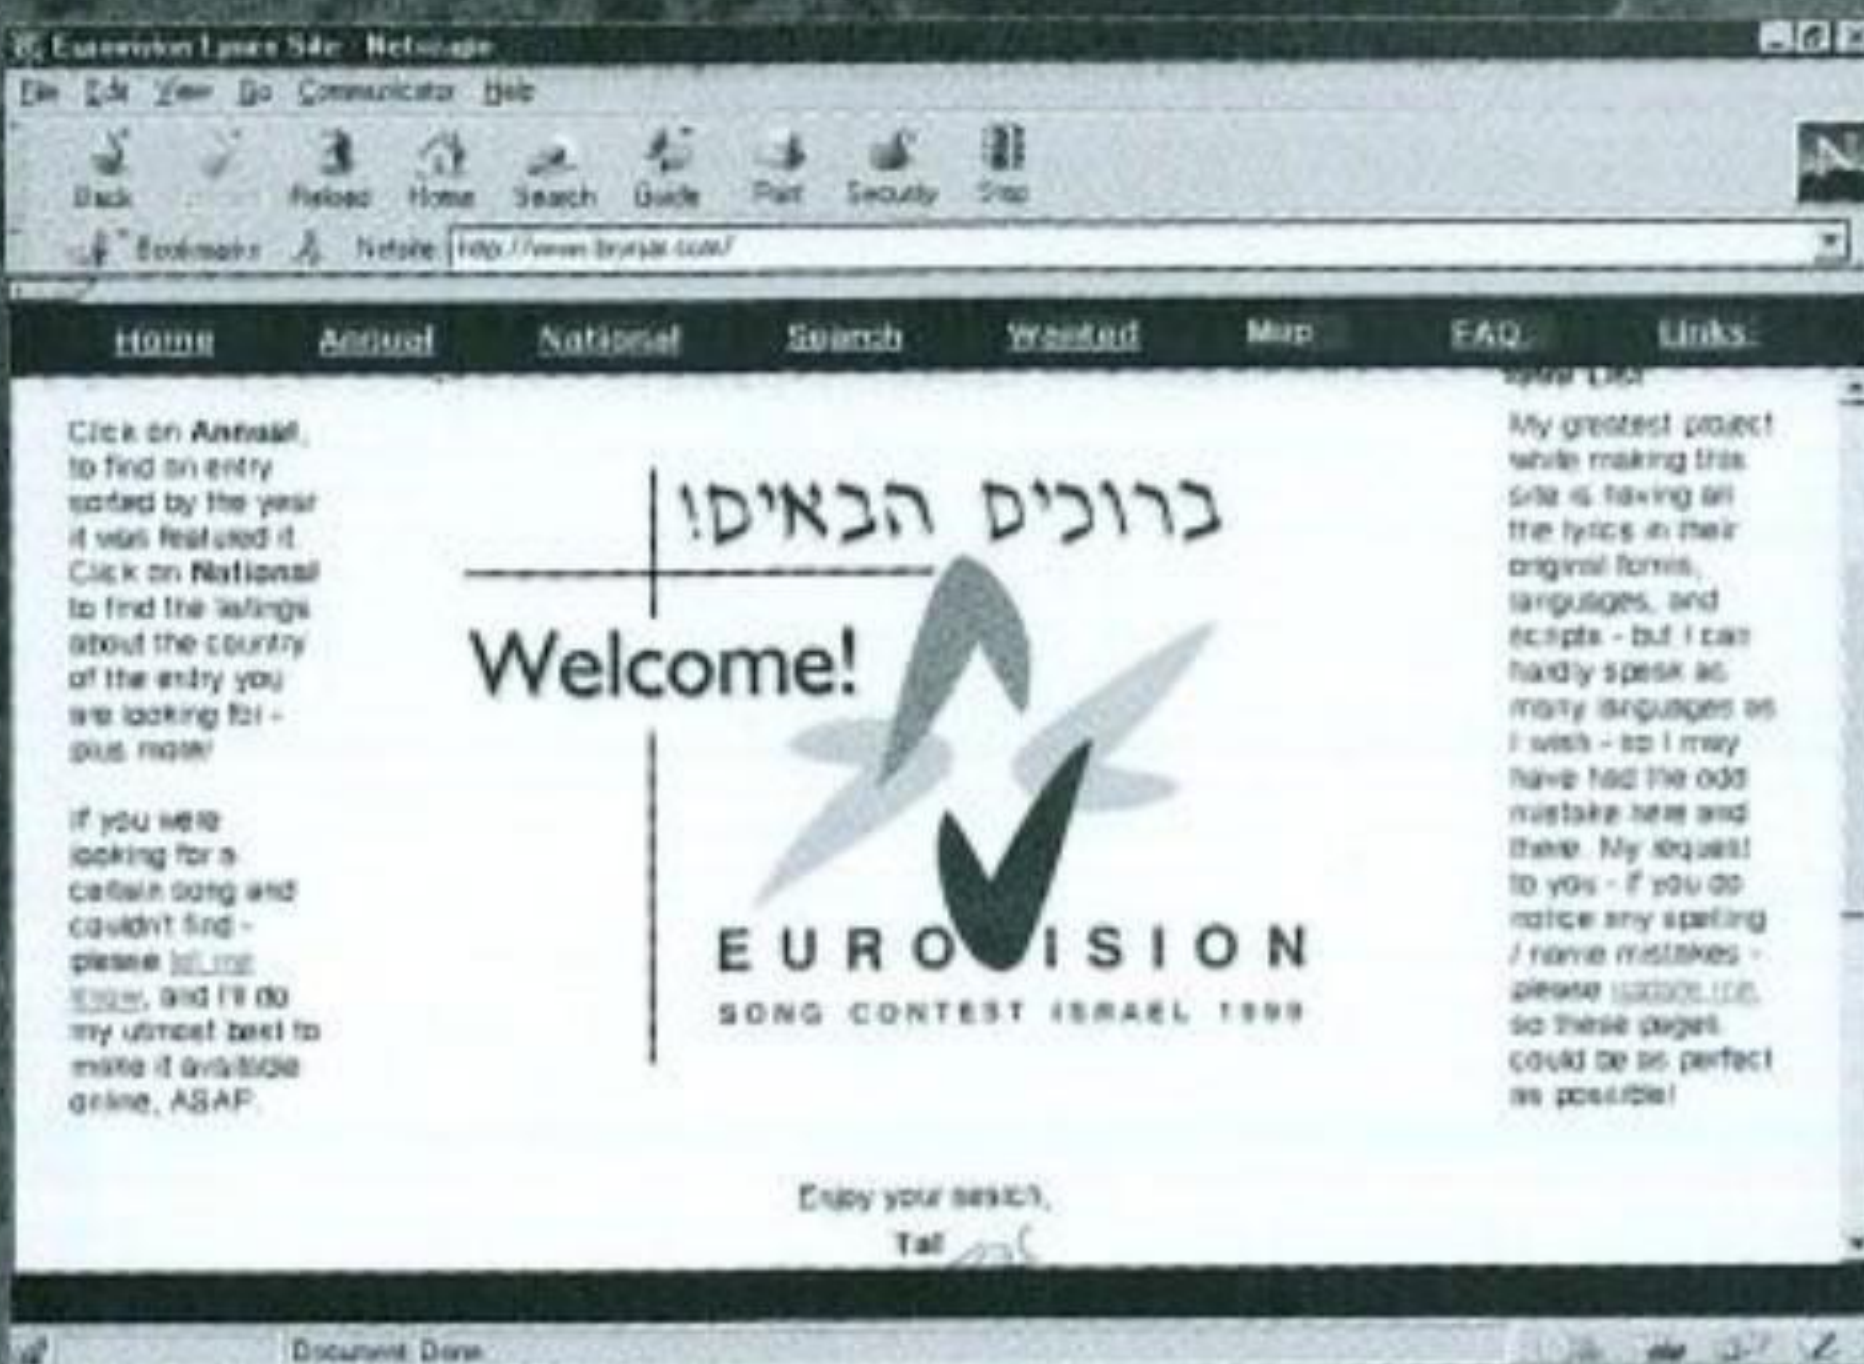 Eurovision Lyrics Site - Netscape
File Edit View Go Communicator Help
Back Reload Home Search Guide Print Security Stop
Bookmarks Netsite:
Home Annual National Search Wanted Map FAQ Links
Click on Annual,
to find an entry
sorted by the year
it was featured it.
Click on National
to find the listings
about the country
of the entry you
are looking for -
plus more!
If you were
looking for a
certain song and
couldn't find -
please let me
know, and I'll do
my utmost best to
make it available
online, ASAP.
ברוכים הבאים!
Welcome!
EUROVISION
SONG CONTEST ISRAEL 1999
Enjoy your search,
List
My greatest project
while making this
site is having all
the lyrics in their
original forms,
languages, and
scripts - but I can
hardly speak as
many languages as
I wish - so I may
have had the odd
mistake here and
there. My request
to you - if you do
notice any spelling
/ name mistakes -
please update me,
so these pages
could be as perfect
as possible!
Document: Done